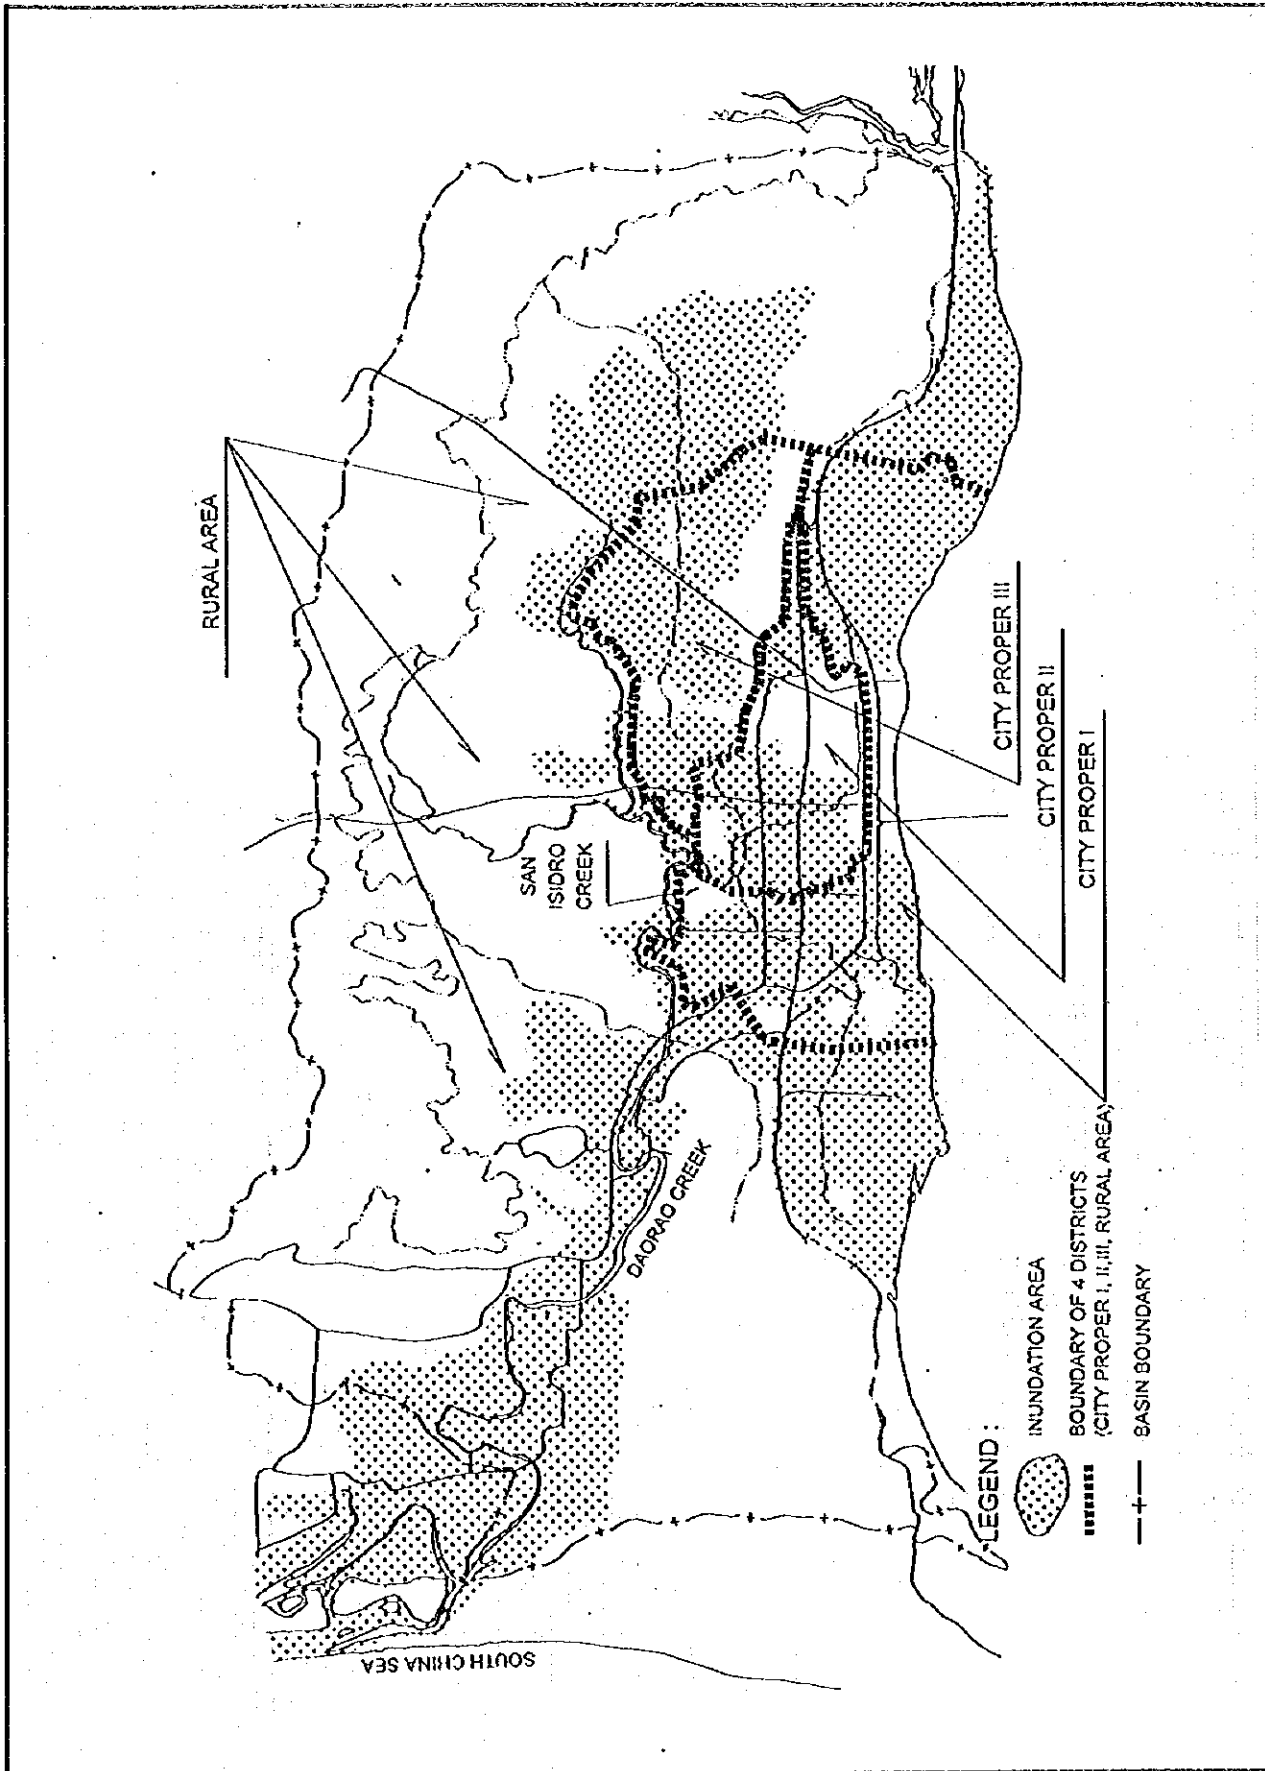 RURAL AREA
SAN
ISIDRO
CREEK
DAORAO CREEK
SOUTH CHINA SEA
CITY PROPER III
CITY PROPER II
CITY PROPER I
LEGEND :
INUNDATION AREA
BOUNDARY OF 4 DISTRICTS
(CITY PROPER I, II,III, RURAL AREA)
BASIN BOUNDARY